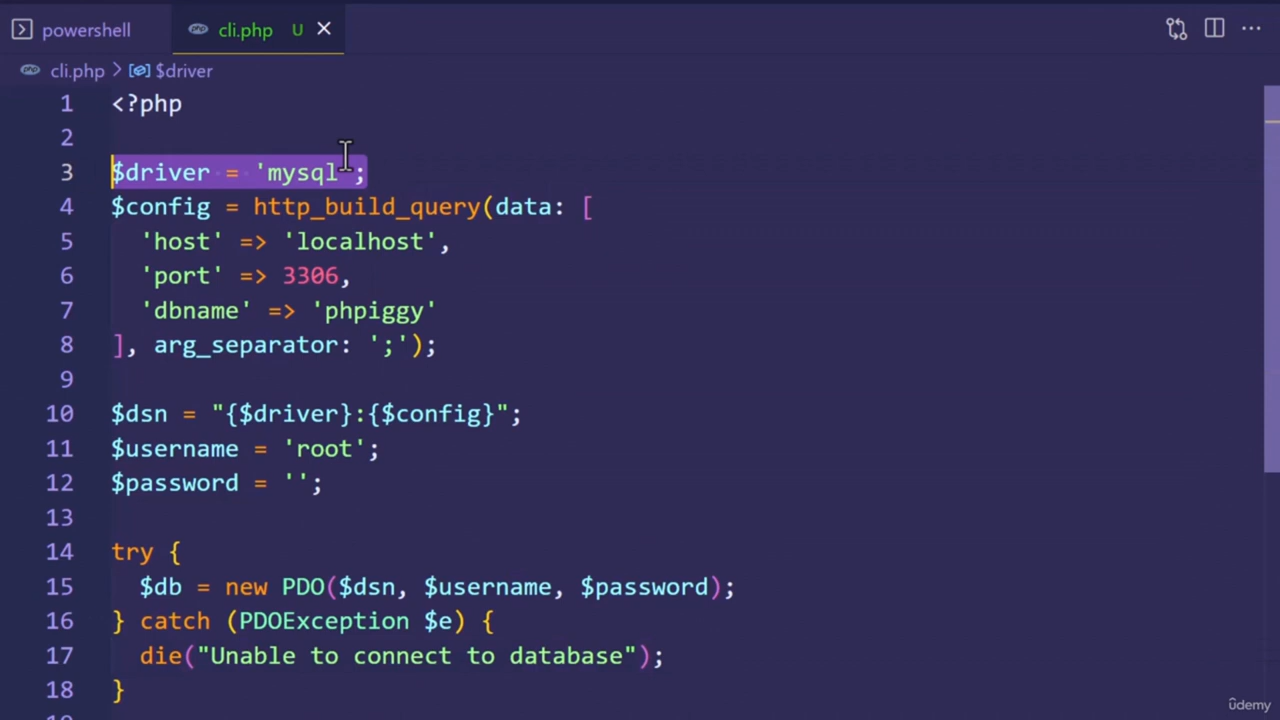 powershell cli.php U
cli.php > $driver
1 <?php
2
3 $driver = 'mysql';
4 $config = http_build_query(data: [
5   'host' => 'localhost',
6   'port' => 3306,
7   'dbname' => 'phpiggy'
8 ], arg_separator: ';');
9
10 $dsn = "{$driver}:{$config}";
11 $username = 'root';
12 $password = '';
13
14 try {
15   $db = new PDO($dsn, $username, $password);
16 } catch (PDOException $e) {
17   die("Unable to connect to database");
18 }
udemy